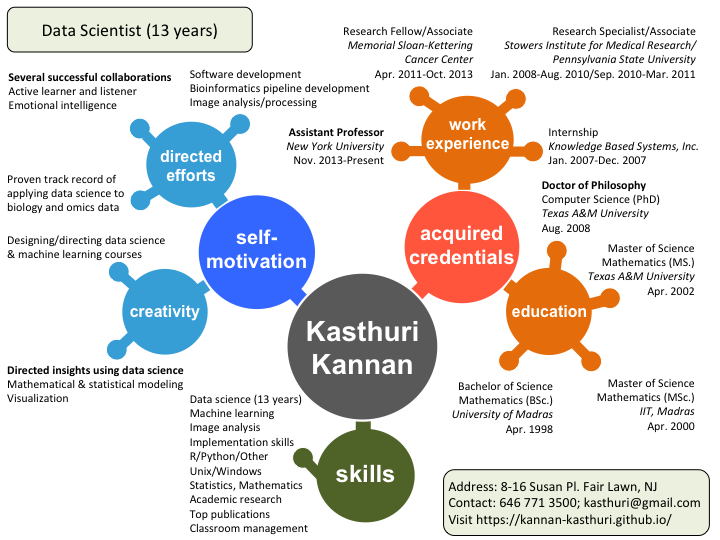 Data Scientist (13 years)
Several successful collaborations
Active learner and listener
Emotional intelligence
Software development
Bioinformatics pipeline development
Image analysis/processing
directed
efforts
Proven track record of
applying data science to
biology and omics data
self-
motivation
Designing/directing data science
& machine learning courses
creativity
Directed insights using data science
Mathematical & statistical modeling
Visualization
Research Fellow/Associate
Memorial Sloan-Kettering
Cancer Center
Apr. 2011-Oct. 2013
Research Specialist/Associate
Stowers Institute for Medical Research/
Pennsylvania State University
Jan. 2008-Aug. 2010/Sep. 2010-Mar. 2011
work
experience
Assistant Professor
New York University
Nov. 2013-Present
Internship
Knowledge Based Systems, Inc.
Jan. 2007-Dec. 2007
acquired
credentials
Doctor of Philosophy
Computer Science (PhD)
Texas A&M University
Aug. 2008
Master of Science
Mathematics (MS.)
Texas A&M University
Apr. 2002
education
Bachelor of Science
Mathematics (BSc.)
University of Madras
Apr. 1998
Master of Science
Mathematics (MSc.)
IIT, Madras
Apr. 2000
Kasthuri
Kannan
Data science (13 years)
Machine learning
Image analysis
Implementation skills
R/Python/Other
Unix/Windows
Statistics, Mathematics
Academic research
Top publications
Classroom management
skills
Address: 8-16 Susan Pl. Fair Lawn, NJ
Contact: 646 771 3500; kasthuri@gmail.com
Visit https://kannan-kasthuri.github.io/